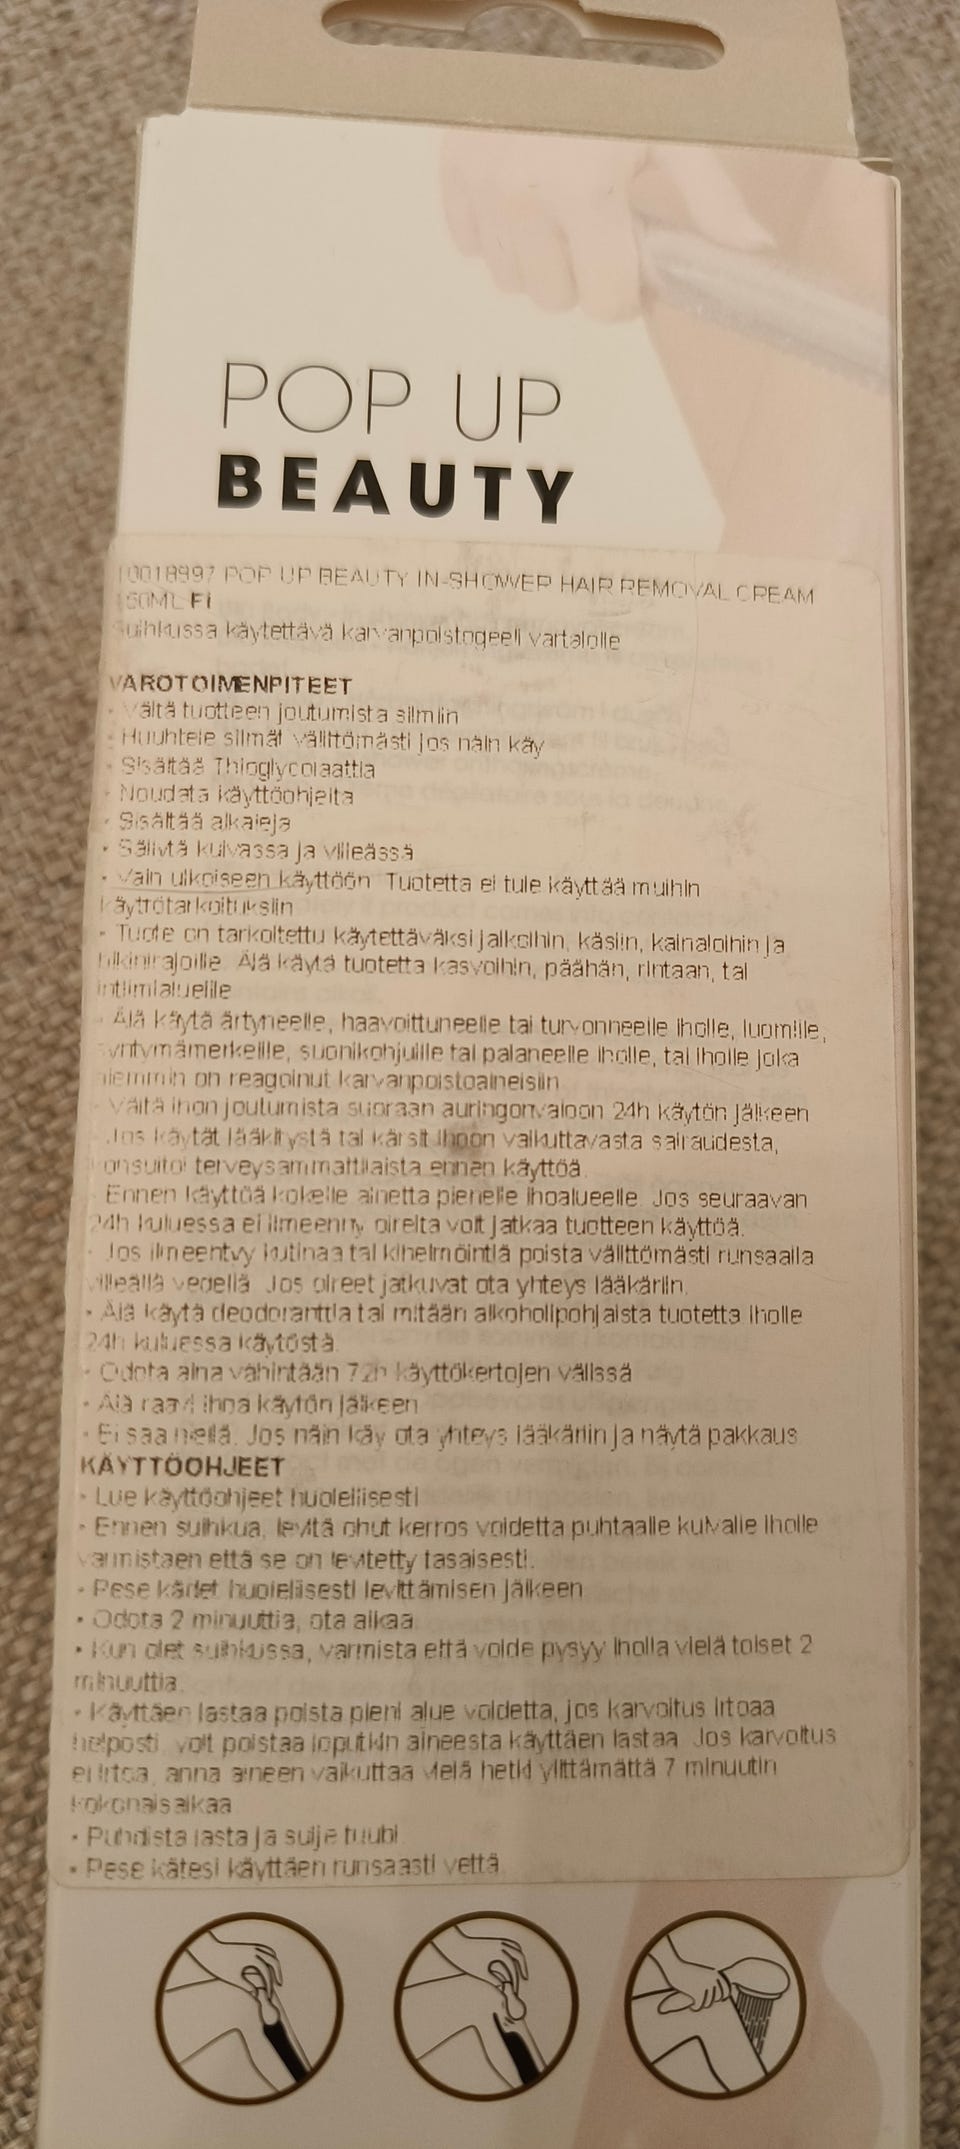 POP UP
BEAUTY
10018997 POP UP BEAUTY IN-SHOWER HAIR REMOVAL CREAM
150ML FI
Suihkussa käytettävä karvanpoistogeeli vartalolle
VAROTOIMENPITEET
- Vältä tuotteen joutumista silmiin
- Huuhtele silmät välittömästi jos näin käy
- Sisältää Thioglycolaattia
- Noudata käyttöohjeita
- Sisältää alkaleja
- Säilytä kuivassa ja viileässä
- Vain ulkoiseen käyttöön Tuotetta ei tule käyttää muihin
käyttötarkoituksiin
- Tuote on tarkoitettu käytettäväksi jalkoihin, käsiin, kainaloihin ja
bikinirajoille. Älä käytä tuotetta kasvoihin, päähän, rintaan, tai
intiimialueille
- Älä käytä ärtyneelle, haavoittuneelle tai turvonneelle iholle, luomille,
syntymämerkeille, suonikohjuille tai palaneelle iholle, tai iholle joka
aiemmin on reagoinut karvanpoistoaineisiin
- Vältä ihon joutumista suoraan auringonvaloon 24h käytön jälkeen
- Jos käytät lääkitystä tai kärsit ihoon vaikuttavasta sairaudesta,
konsultoi terveysammattilaista ennen käyttöä.
- Ennen käyttöä kokeile ainetta pienelle ihoalueelle. Jos seuraavan
24h kuluessa ei ilmeenny oireita voit jatkaa tuotteen käyttöä.
- Jos ilmeentyy kutinaa tai kihelmöintiä poista välittömästi runsaalla
viileällä vedellä. Jos oireet jatkuvat ota yhteys lääkäriin.
- Älä käytä deodoranttia tai mitään alkoholipohjaista tuotetta iholle
24h kuluessa käytöstä.
- Odota aina vähintään 72h käyttökertojen välissä
- Älä raavi ihoa käytön jälkeen
- Ei saa niellä. Jos näin käy ota yhteys lääkäriin ja näytä pakkaus
KÄYTTÖOHJEET
- Lue käyttöohjeet huolellisesti
- Ennen suihkua, levitä ohut kerros voidetta puhtaalle kuivalle iholle
varmistaen että se on levitetty tasaisesti.
- Pese kädet huolellisesti levittämisen jälkeen
- Odota 2 minuuttia, ota aikaa
- Kun olet suihkussa, varmista että voide pysyy iholla vielä toiset 2
minuuttia.
- Käyttäen lastaa poista pieni alue voidetta, jos karvoitus irtoaa
helposti voit poistaa loputkin aineesta käyttäen lastaa. Jos karvoitus
ei irtoa, anna aineen vaikuttaa vielä hetki ylittämättä 7 minuutin
kokonaisaikaa
- Puhdista lasta ja sulje tuubi
- Pese kätesi käyttäen runsaasti vettä